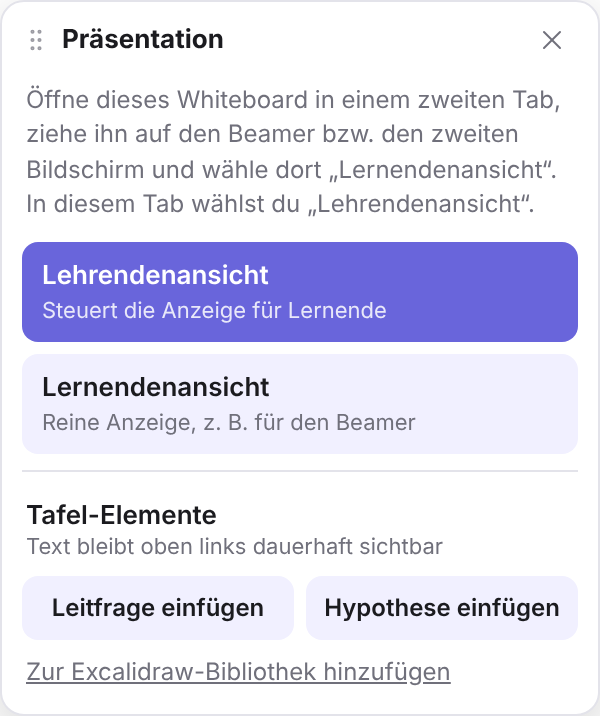 Präsentation
Öffne dieses Whiteboard in einem zweiten Tab,
ziehe ihn auf den Beamer bzw. den zweiten
Bildschirm und wähle dort „Lernendenansicht“.
In diesem Tab wählst du „Lehrendenansicht“.
Lehrendenansicht
Steuert die Anzeige für Lernende
Lernendenansicht
Reine Anzeige, z. B. für den Beamer
Tafel-Elemente
Text bleibt oben links dauerhaft sichtbar
Leitfrage einfügen
Hypothese einfügen
Zur Excalidraw-Bibliothek hinzufügen